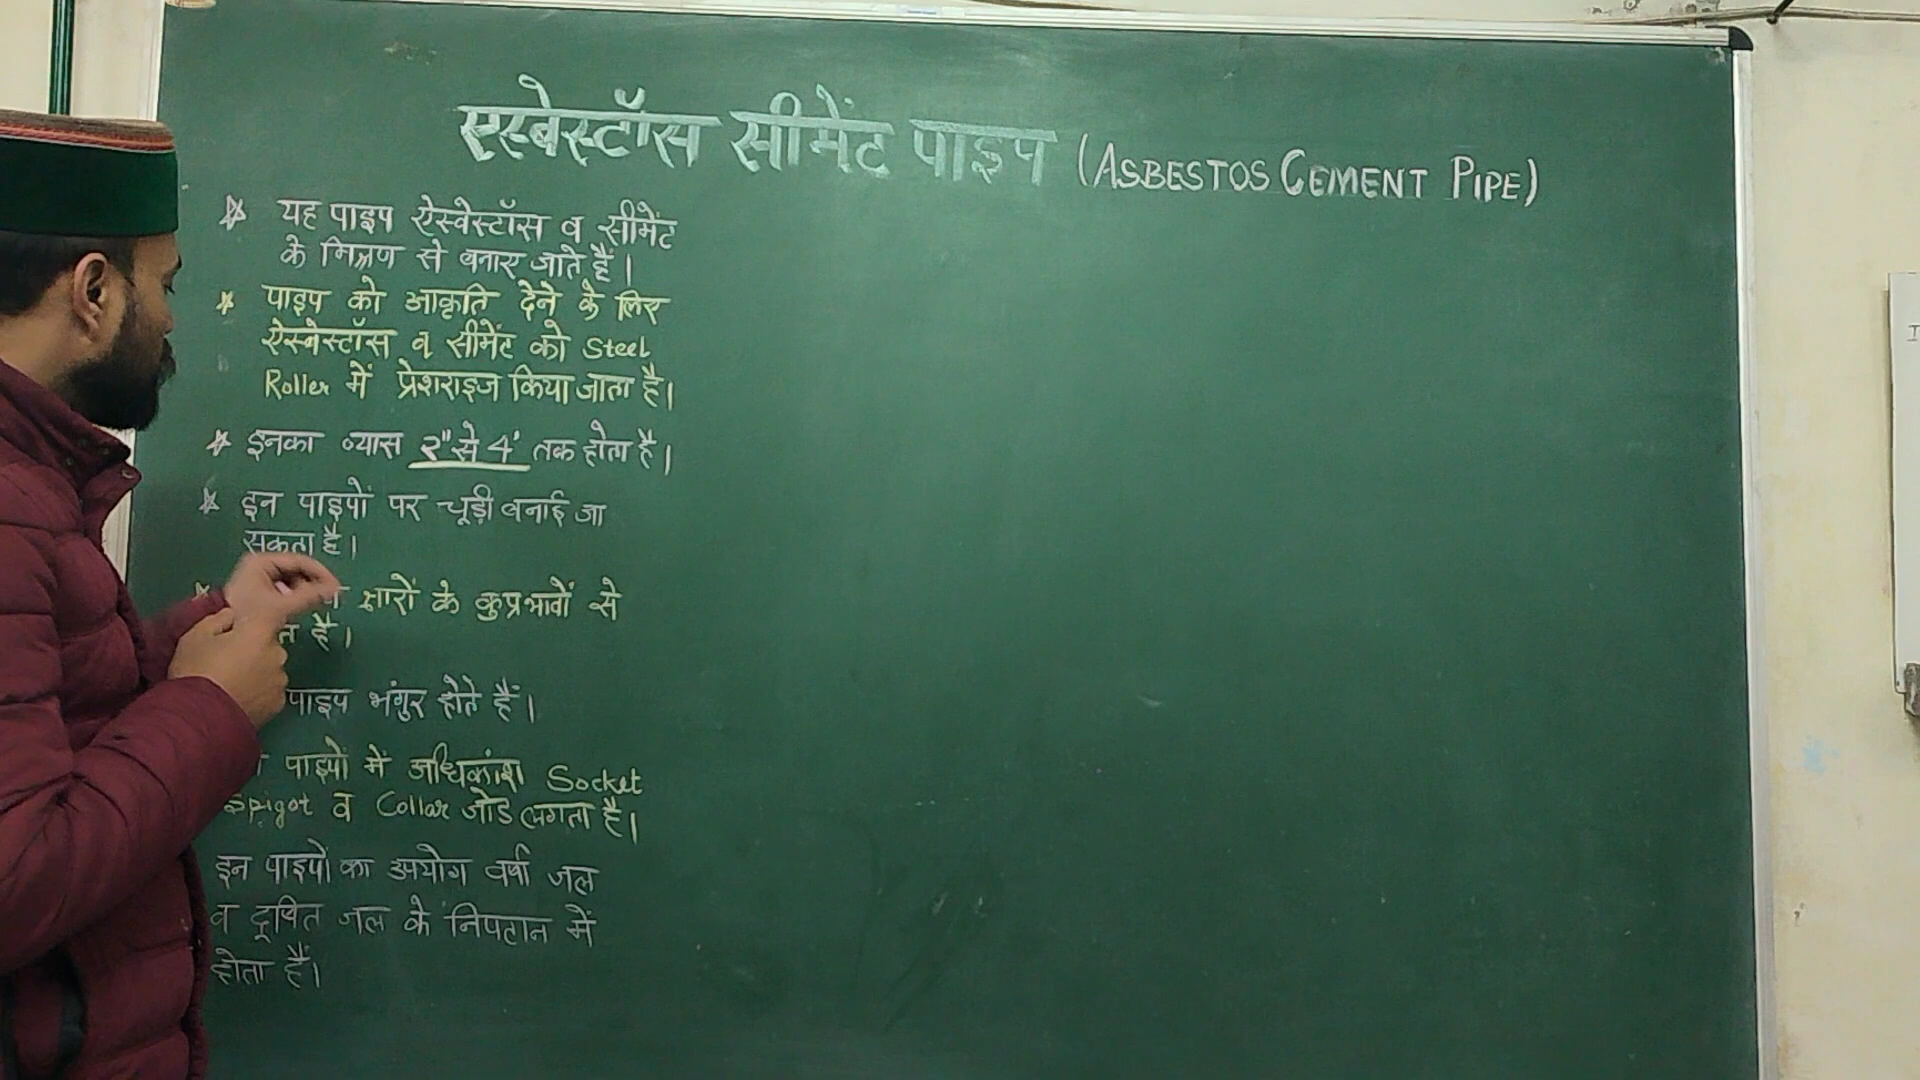 एस्बेस्टॉस सीमेंट पाइप (ASBESTOS CEMENT PIPE)
यह पाइप ऐस्वेस्टॉस व सीमेंट
के मिश्रण से बनाए जाते हैं।
पाइप को आकृति देने के लिए
ऐस्वेस्टॉस व सीमेंट को Steel
Roller में प्रेशराइज किया जाता है।
इनका व्यास 2" से 4' तक होता है।
इन पाइपों पर चूड़ी बनाई जा
सकता है।
क्षारों के कुप्रभावों से
है।
पाइप भंगुर होते हैं।
पाइपों में अधिकांश Socket
Spigot व Collar जोड लगता है।
इन पाइपों का उपयोग वर्षा जल
व दूषित जल के निपटान में
होता हैं।